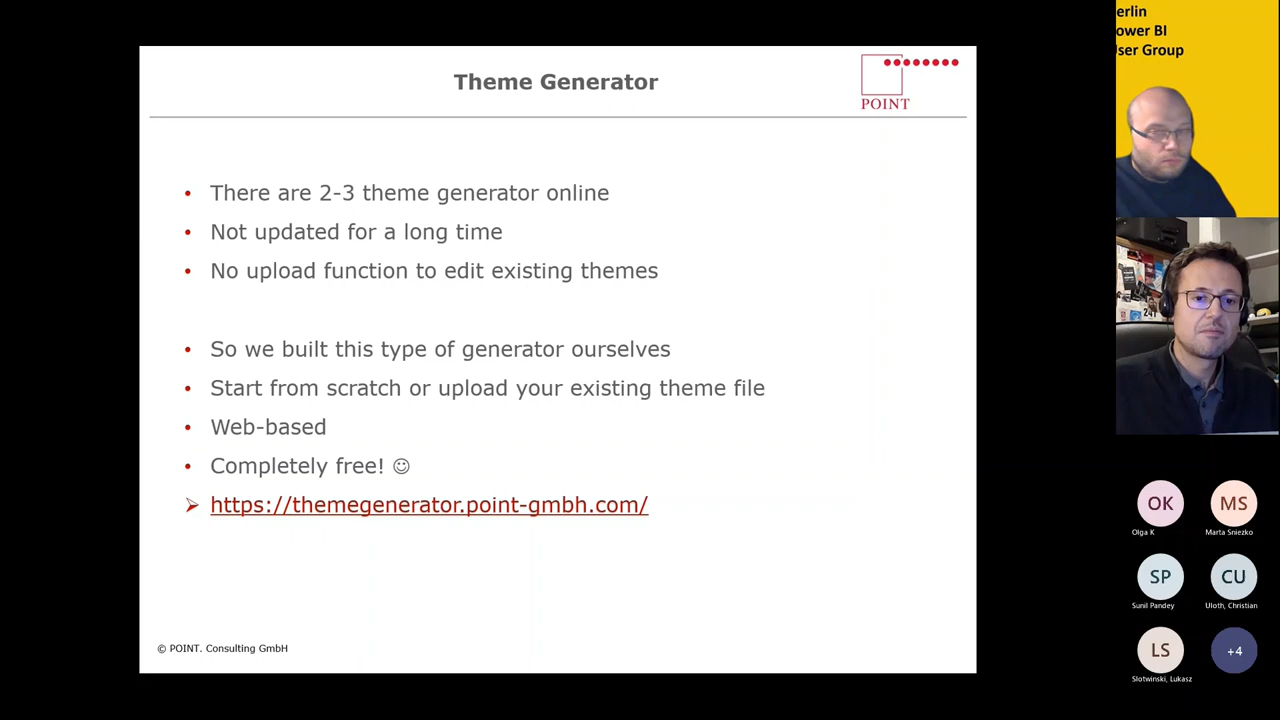 Theme Generator
POINT
There are 2-3 theme generator online
Not updated for a long time
No upload function to edit existing themes
So we built this type of generator ourselves
Start from scratch or upload your existing theme file
Web-based
Completely free! ☺
https://themegenerator.point-gmbh.com/
© POINT. Consulting GmbH
erlin
ower BI
ser Group
247
OK
MS
Olga K
Marta Sniezko
SP
CU
Sunil Pandey
Uloth, Christian
LS
+4
Slotwinski, Lukasz